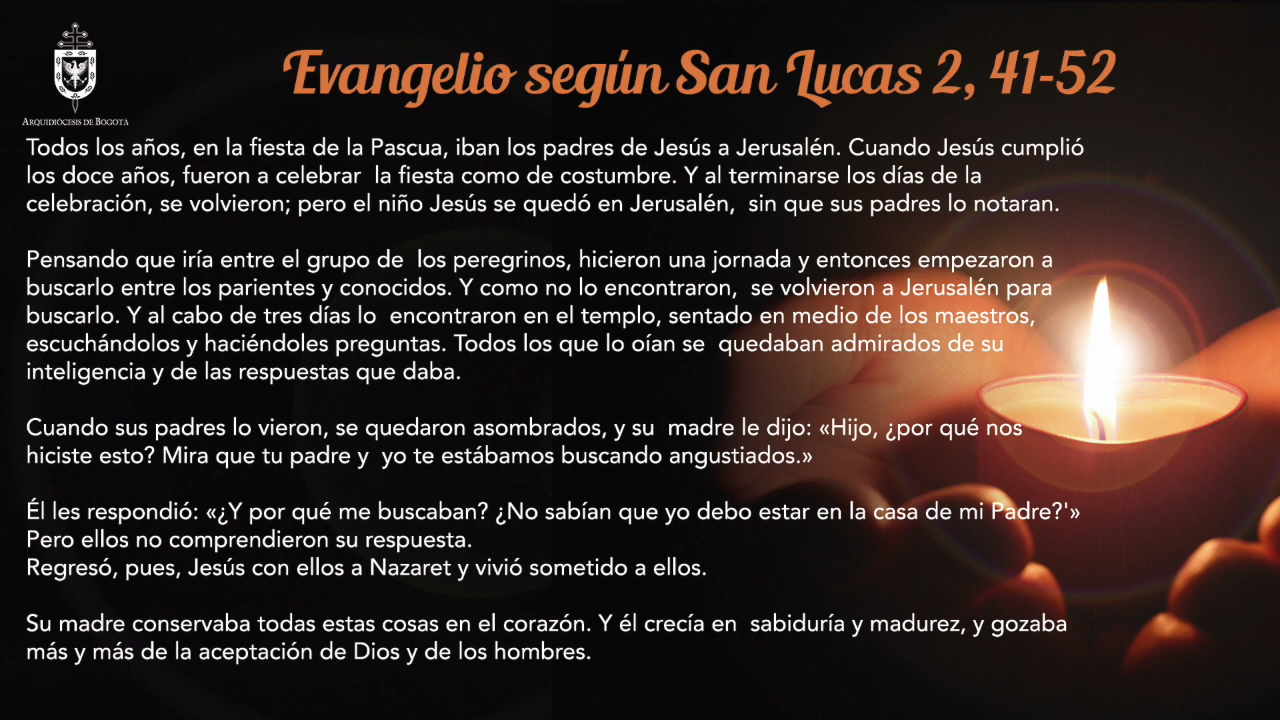 ARQUIDIÓCESIS DE BOGOTÁ
Evangelio según San Lucas 2, 41-52
Todos los años, en la fiesta de la Pascua, iban los padres de Jesús a Jerusalén. Cuando Jesús cumplió
los doce años, fueron a celebrar la fiesta como de costumbre. Y al terminarse los días de la
celebración, se volvieron; pero el niño Jesús se quedó en Jerusalén, sin que sus padres lo notaran.
Pensando que iría entre el grupo de los peregrinos, hicieron una jornada y entonces empezaron a
buscarlo entre los parientes y conocidos. Y como no lo encontraron, se volvieron a Jerusalén para
buscarlo. Y al cabo de tres días lo encontraron en el templo, sentado en medio de los maestros,
escuchándolos y haciéndoles preguntas. Todos los que lo oían se quedaban admirados de su
inteligencia y de las respuestas que daba.
Cuando sus padres lo vieron, se quedaron asombrados, y su madre le dijo: «Hijo, ¿por qué nos
hiciste esto? Mira que tu padre y yo te estábamos buscando angustiados.»
Él les respondió: «¿Y por qué me buscaban? ¿No sabían que yo debo estar en la casa de mi Padre?'»
Pero ellos no comprendieron su respuesta.
Regresó, pues, Jesús con ellos a Nazaret y vivió sometido a ellos.
Su madre conservaba todas estas cosas en el corazón. Y él crecía en sabiduría y madurez, y gozaba
más y más de la aceptación de Dios y de los hombres.